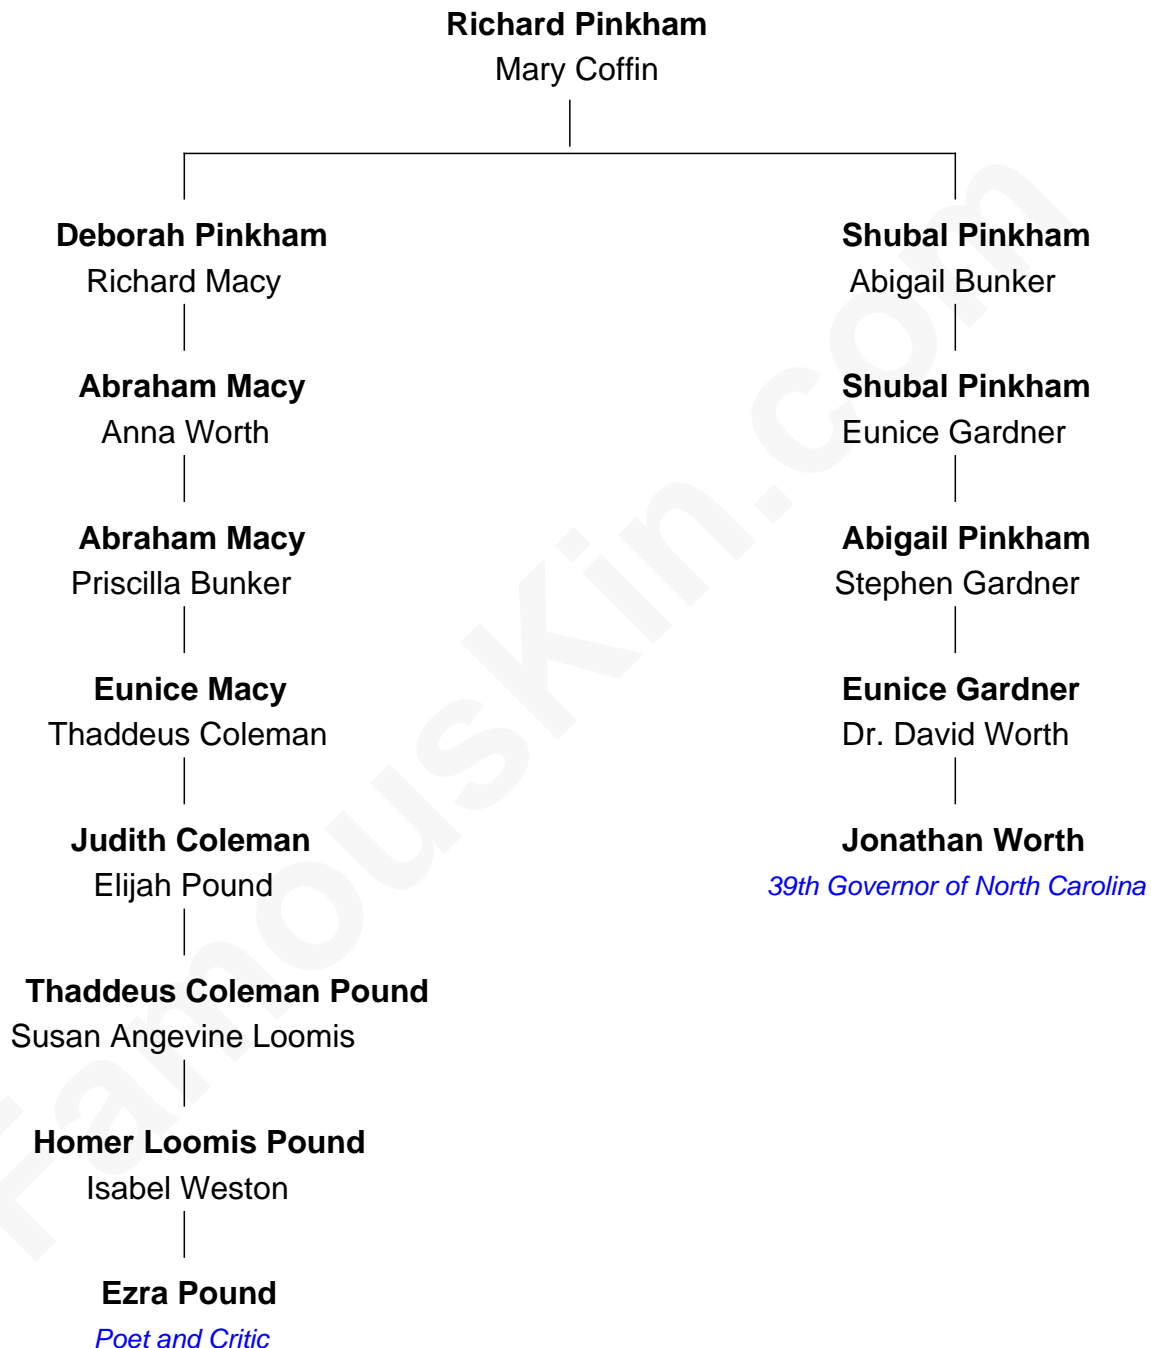 Richard Pinkham
Mary Coffin
Deborah Pinkham
Richard Macy
Abraham Macy
Anna Worth
Abraham Macy
Priscilla Bunker
Eunice Macy
Thaddeus Coleman
Judith Coleman
Elijah Pound
Thaddeus Coleman Pound
Susan Angevine Loomis
Homer Loomis Pound
Isabel Weston
Ezra Pound
Poet and Critic
Shubal Pinkham
Abigail Bunker
Shubal Pinkham
Eunice Gardner
Abigail Pinkham
Stephen Gardner
Eunice Gardner
Dr. David Worth
Jonathan Worth
39th Governor of North Carolina
FamousKin.com